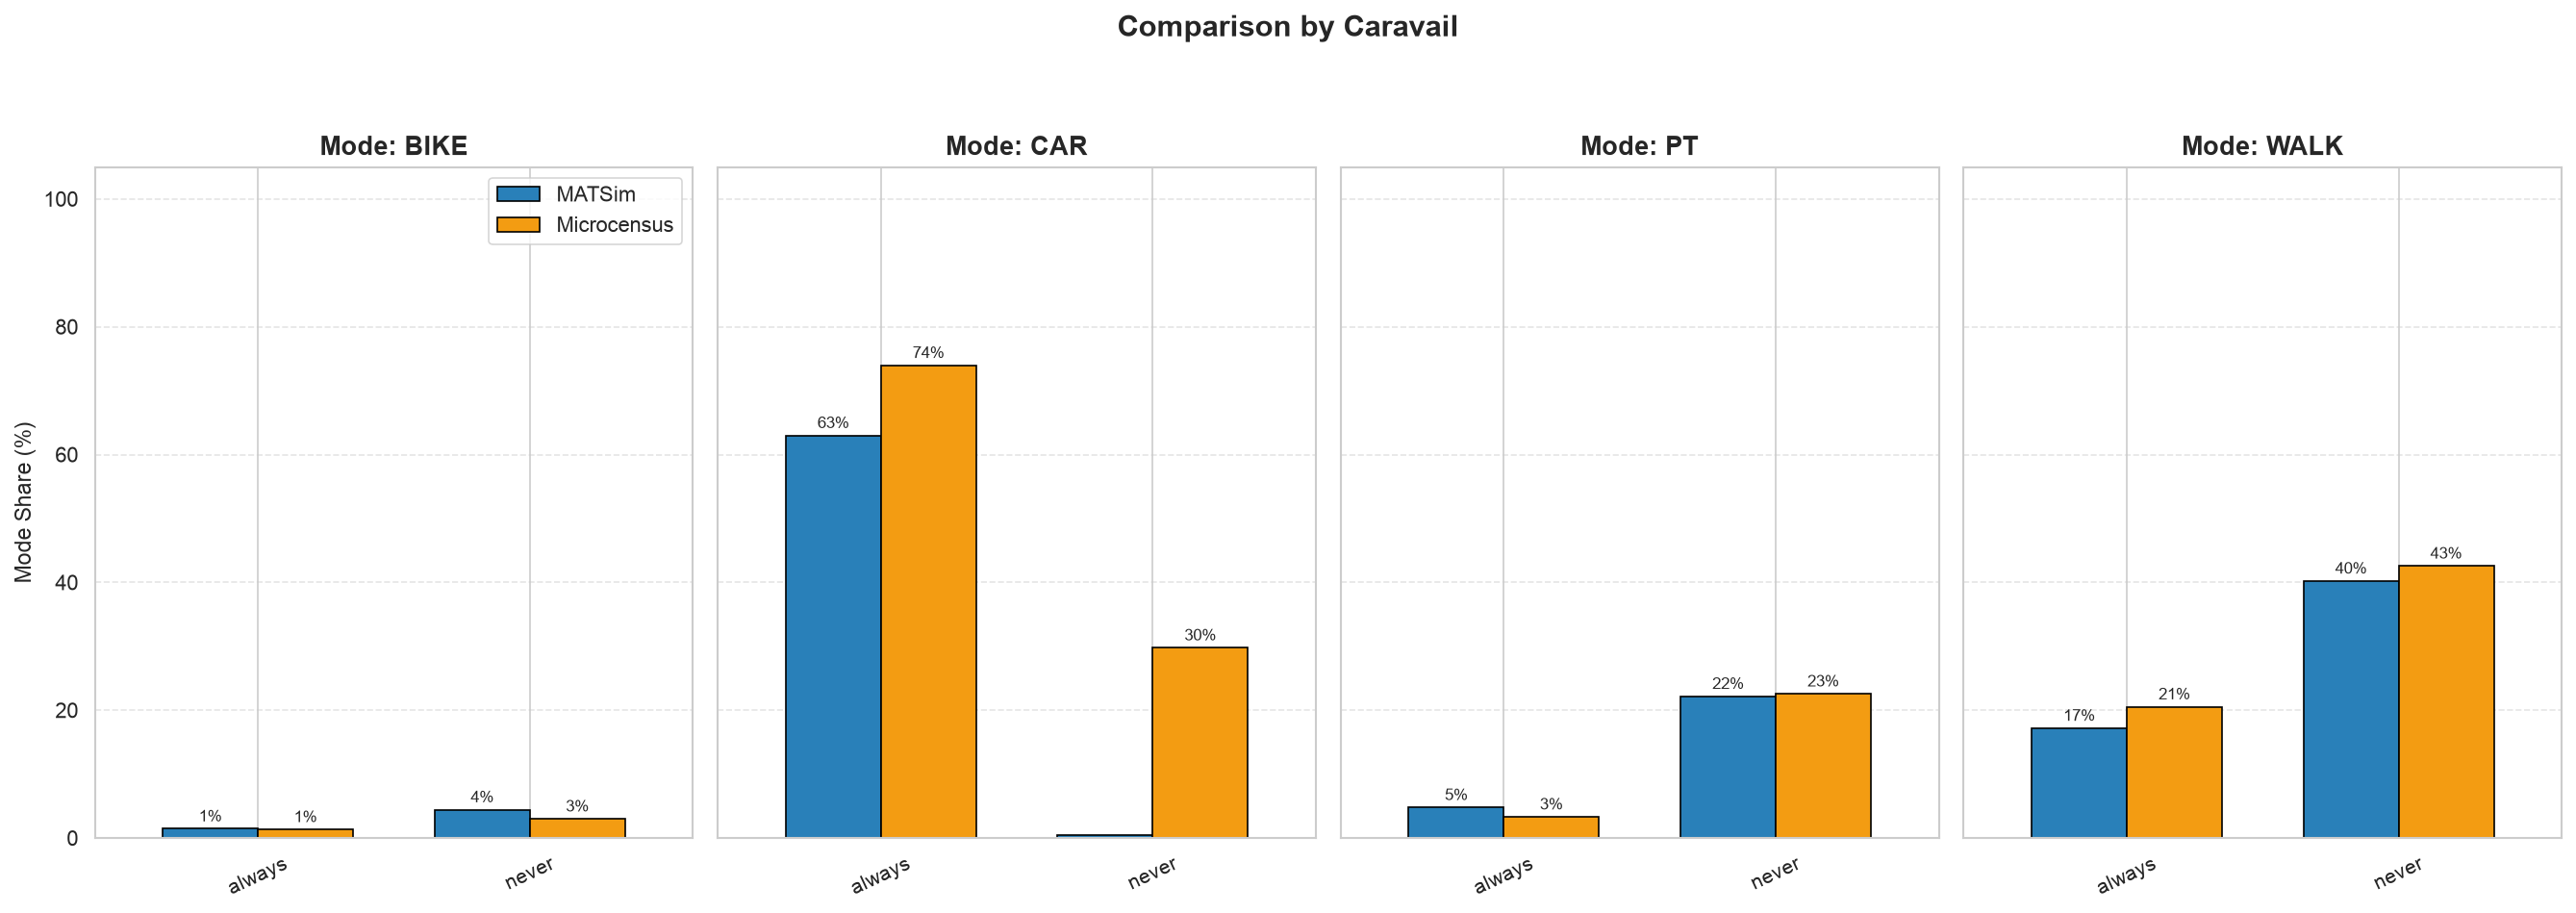 Comparison by Caravail
Mode: BIKE
Mode: CAR
Mode: PT
Mode: WALK
MATSim
Microcensus
Mode Share (%)
100
80
60
40
20
0
1%
1%
4%
3%
63%
74%
30%
5%
3%
22%
23%
17%
21%
40%
43%
always
never
always
never
always
never
always
never